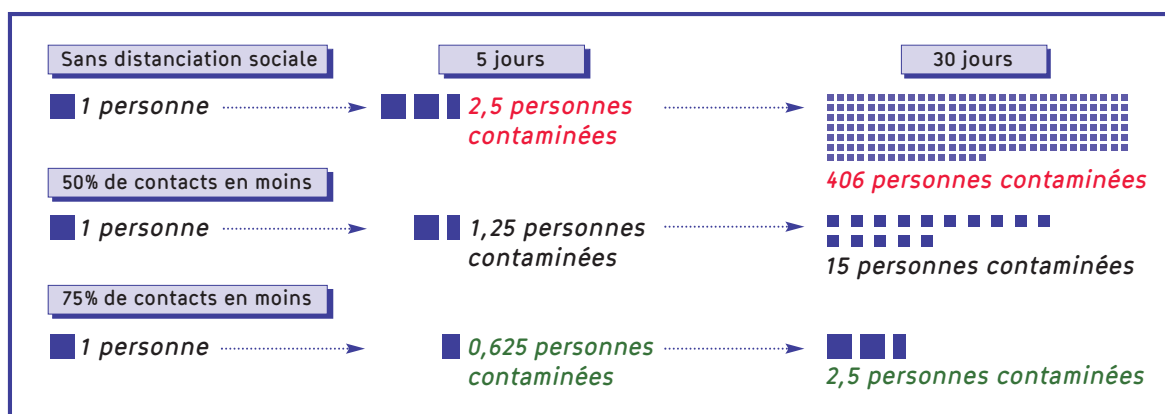 Sans distanciation sociale
5 jours
30 jours
1 personne
2,5 personnes
contaminées
406 personnes contaminées
50% de contacts en moins
1 personne
1,25 personnes
contaminées
15 personnes contaminées
75% de contacts en moins
1 personne
0,625 personnes
contaminées
2,5 personnes contaminées